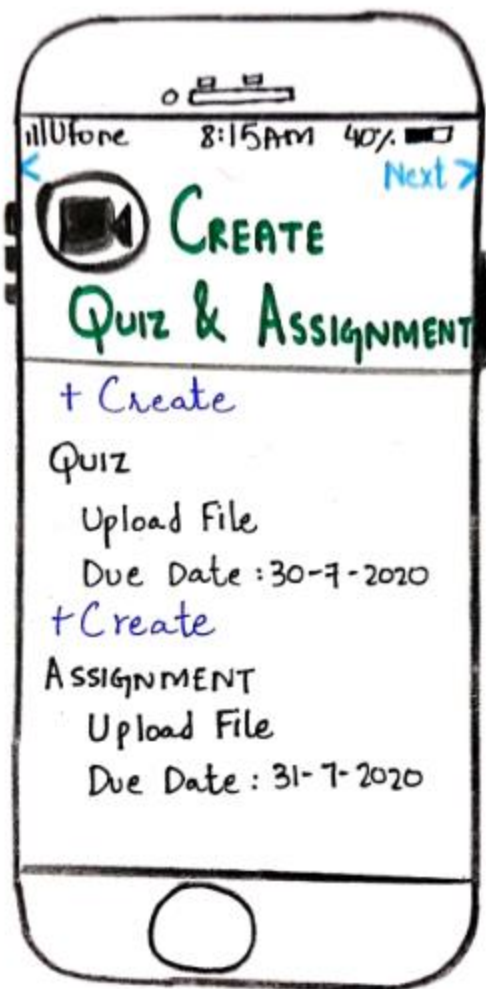 Ufone 8:15AM 40%
< Next >
CREATE
QUIZ & ASSIGNMENT
+ Create
QUIZ
Upload File
Due Date : 30-7-2020
+ Create
ASSIGNMENT
Upload File
Due Date : 31-7-2020